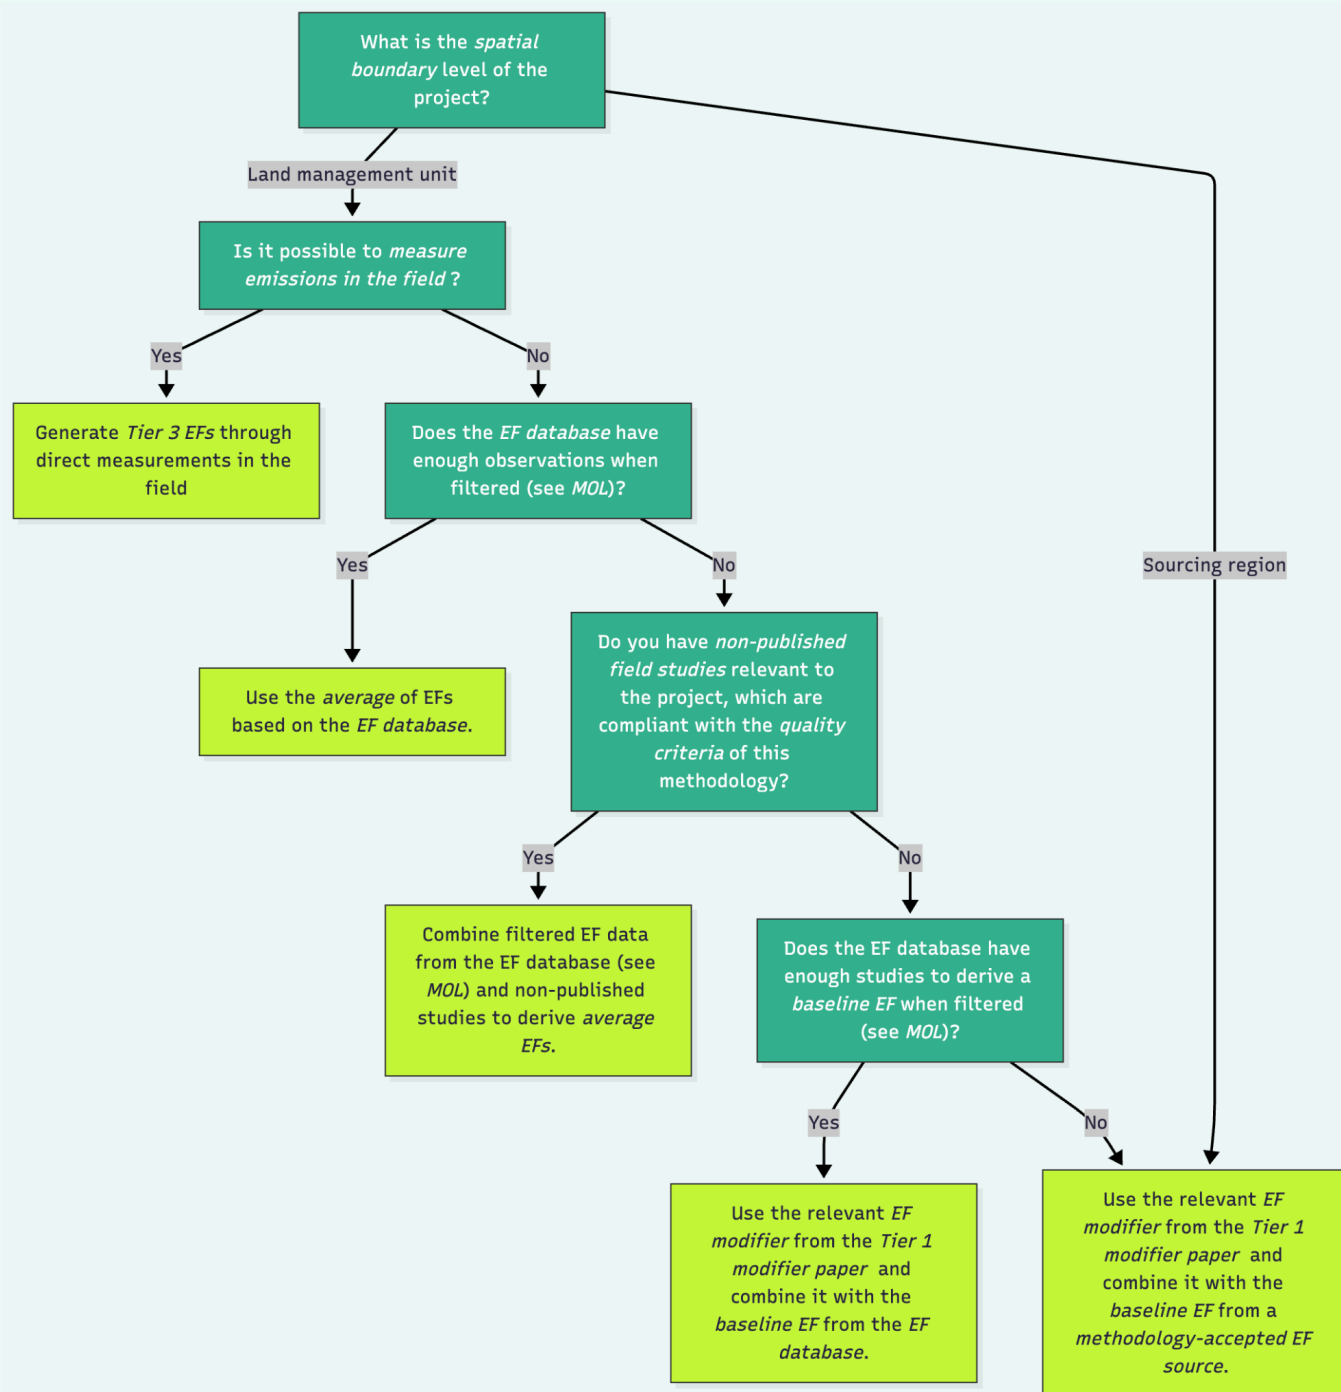 What is the spatial
boundary level of the
project?
Land management unit
Is it possible to measure
emissions in the field ?
Yes
No
Generate Tier 3 EFs through
direct measurements in the
field
Does the EF database have
enough observations when
filtered (see MOL)?
Yes
No
Sourcing region
Use the average of EFs
based on the EF database.
Do you have non-published
field studies relevant to
the project, which are
compliant with the quality
criteria of this
methodology?
Yes
No
Combine filtered EF data
from the EF database (see
MOL) and non-published
studies to derive average
EFs.
Does the EF database have
enough studies to derive a
baseline EF when filtered
(see MOL)?
Yes
No
Use the relevant EF
modifier from the Tier 1
modifier paper and
combine it with the
baseline EF from the EF
database.
Use the relevant EF
modifier from the Tier 1
modifier paper and
combine it with the
baseline EF from a
methodology-accepted EF
source.